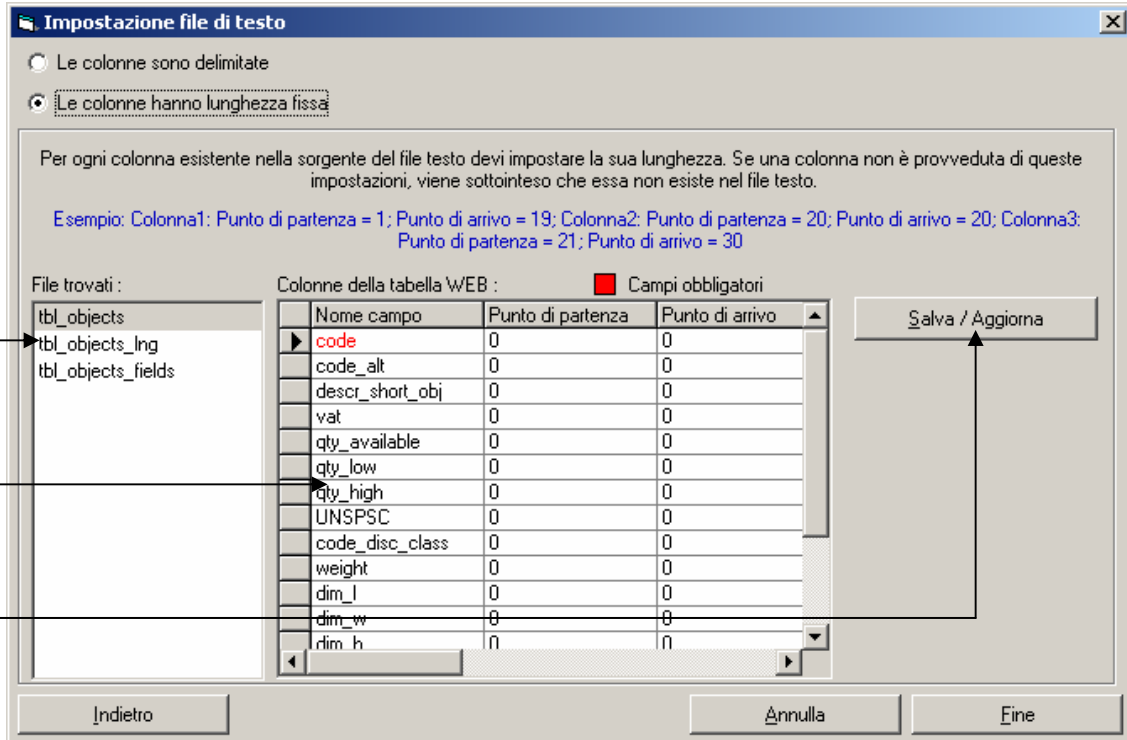 Impostazione file di testo
Le colonne sono delimitate
Le colonne hanno lunghezza fissa
Per ogni colonna esistente nella sorgente del file testo devi impostare la sua lunghezza. Se una colonna non è provveduta di queste
impostazioni, viene sottointeso che essa non esiste nel file testo.
Esempio: Colonna1: Punto di partenza = 1; Punto di arrivo = 19; Colonna2: Punto di partenza = 20; Punto di arrivo = 20; Colonna3:
Punto di partenza = 21; Punto di arrivo = 30
File trovati :
tbl_objects
tbl_objects_lng
tbl_objects_fields
Colonne della tabella WEB : Campi obbligatori
Nome campo Punto di partenza Punto di arrivo
code 0 0
code_alt 0 0
descr_short_obj 0 0
vat 0 0
qty_available 0 0
qty_low 0 0
qty_high 0 0
UNSPSC 0 0
code_disc_class 0 0
weight 0 0
dim_l 0 0
dim_w 0 0
dim_h 0 0
Salva / Aggiorna
Indietro
Annulla
Fine